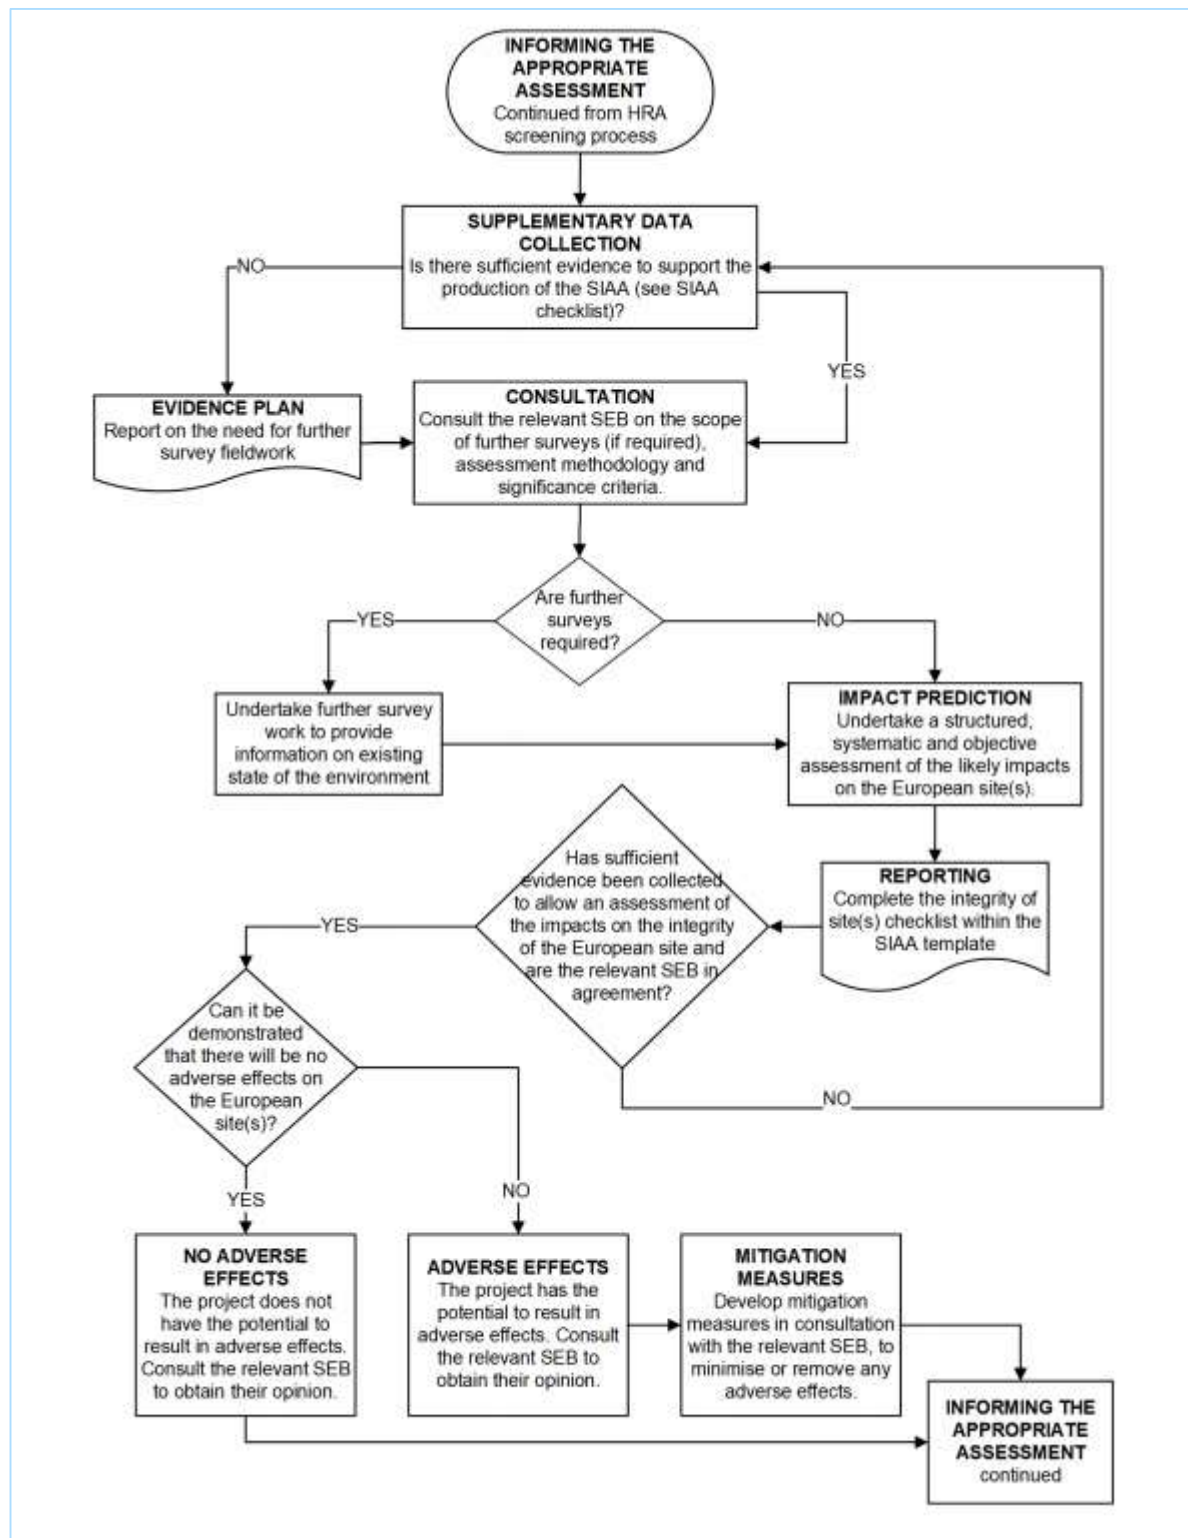 INFORMING THE
APPROPRIATE
ASSESSMENT
Continued from HRA
screening process
SUPPLEMENTARY DATA
COLLECTION
Is there sufficient evidence to support the
production of the SIAA (see SIAA
checklist)?
NO
YES
EVIDENCE PLAN
Report on the need for further
survey fieldwork
CONSULTATION
Consult the relevant SEB on the scope
of further surveys (if required),
assessment methodology and
significance criteria.
Are further
surveys
required?
YES
NO
Undertake further survey
work to provide
information on existing
state of the environment
IMPACT PREDICTION
Undertake a structured,
systematic and objective
assessment of the likely impacts
on the European site(s).
REPORTING
Complete the integrity of
site(s) checklist within the
SIAA template
Has sufficient
evidence been collected
to allow an assessment of
the impacts on the integrity
of the European site and
are the relevant SEB in
agreement?
YES
NO
Can it be
demonstrated
that there will be no
adverse effects on
the European
site(s)?
YES
NO
NO ADVERSE
EFFECTS
The project does not
have the potential to
result in adverse effects.
Consult the relevant SEB
to obtain their opinion.
ADVERSE EFFECTS
The project has the
potential to result in
adverse effects. Consult
the relevant SEB to
obtain their opinion.
MITIGATION
MEASURES
Develop mitigation
measures in consultation
with the relevant SEB, to
minimise or remove any
adverse effects.
INFORMING THE
APPROPRIATE
ASSESSMENT
continued